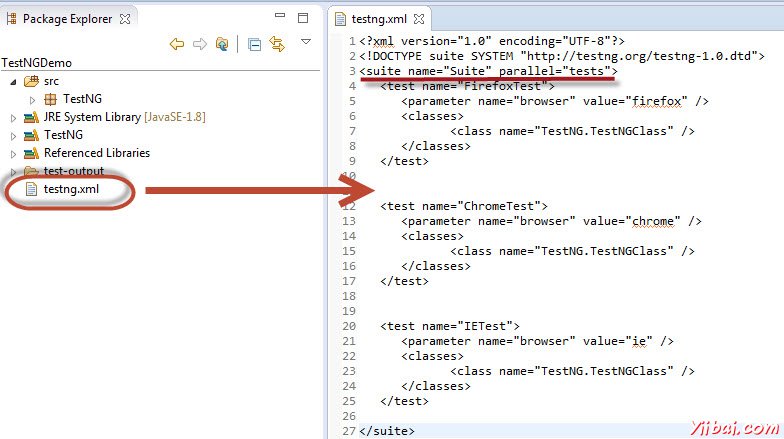 Package Explorer
TestNGDemo
src
TestNG
JRE System Library [JavaSE-1.8]
TestNG
Referenced Libraries
test-output
testng.xml
testng.xml
1 <?xml version="1.0" encoding="UTF-8"?>
2 <!DOCTYPE suite SYSTEM "http://testng.org/testng-1.0.dtd">
3 <suite name="Suite" parallel="tests">
4 <test name="FirefoxTest">
5 <parameter name="browser" value="firefox" />
6 <classes>
7 <class name="TestNG.TestNGClass" />
8 </classes>
9 </test>
10
12 <test name="ChromeTest">
13 <parameter name="browser" value="chrome" />
14 <classes>
15 <class name="TestNG.TestNGClass" />
16 </classes>
17 </test>
18
19
20 <test name="IETest">
21 <parameter name="browser" value="ie" />
22 <classes>
23 <class name="TestNG.TestNGClass" />
24 </classes>
25 </test>
26
27 </suite>
Yiibai.com